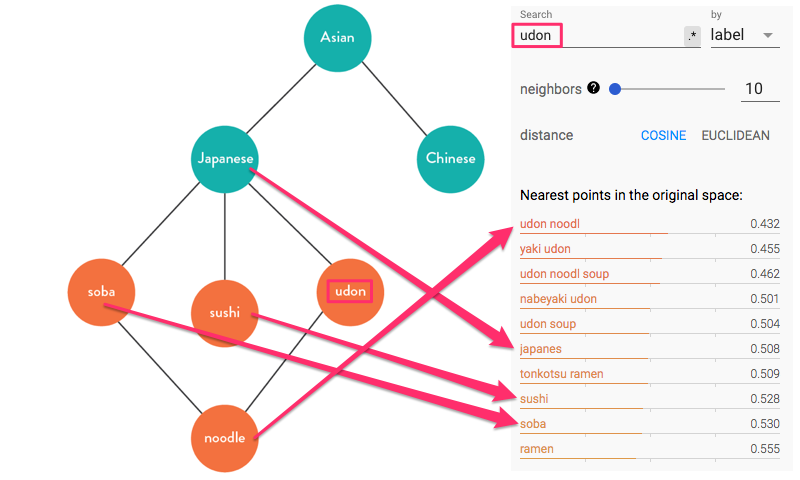 Asian
Japanese
Chinese
soba
sushi
udon
noodle
Search
by
udon
.*
label
neighbors ?
10
distance
COSINE
EUCLIDEAN
Nearest points in the original space:
udon noodl 0.432
yaki udon 0.455
udon noodl soup 0.462
nabeyaki udon 0.501
udon soup 0.504
japanes 0.508
tonkotsu ramen 0.509
sushi 0.528
soba 0.530
ramen 0.555